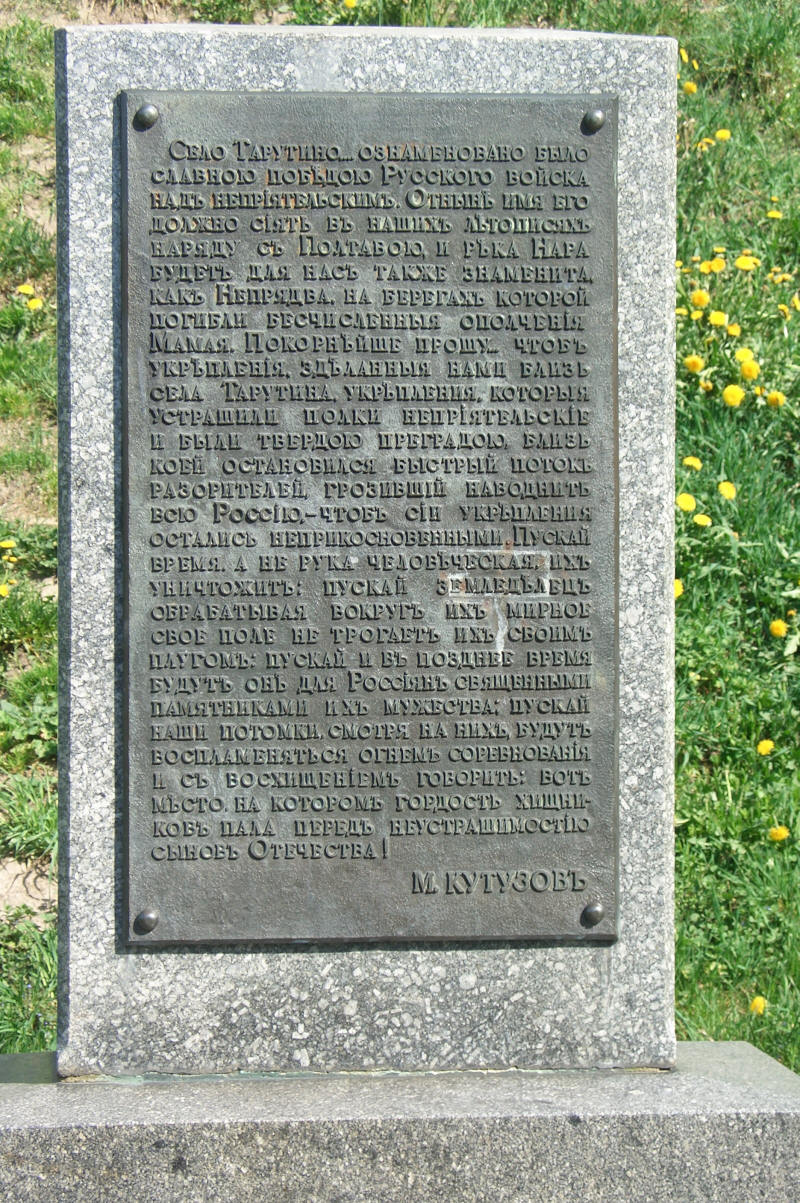 Село Тарутино... ознаменовано было
славною побѣдою Русского войска
надъ непрiятельскимъ. Отнынѣ имя его
должно сiять въ нашихъ лѣтописяхъ
наряду съ Полтавою, и рѣка Нара
будетъ для насъ также знаменита,
какъ Непрядва, на берегахъ которой
погибли бесчисленныя ополченiя
Мамая. Покорнѣйше прошу... чтобъ
укрѣпленiя, здѣланныя нами близь
села Тарутина, укрѣпления, которыя
устрашили полки непрiятельскiе
и были твердою преградою, близь
коей остановился быстрый потокъ
разорителей, грозившiй наводнить
всю Россiю,–чтобъ сiи укрѣпления
остались неприкосновенными. Пускай
время, а не рука человѣческая, ихъ
уничтожитъ: пускай земледѣлецъ
обрабатывая вокругъ ихъ мирное
свое поле не трогаетъ ихъ своимъ
плугомъ: пускай и въ позднее время
будутъ онѣ для Россiянъ священными
памятниками ихъ мужества; пускай
наши потомки, смотря на нихъ, будутъ
воспламеняться огнемъ соревнованiя
и съ восхищенiемъ говорить: вотъ
мѣсто, на которомъ гордость хищни-
ковъ пала передъ неустрашимостiю
сыновъ Отечества!
М. Кутузовъ